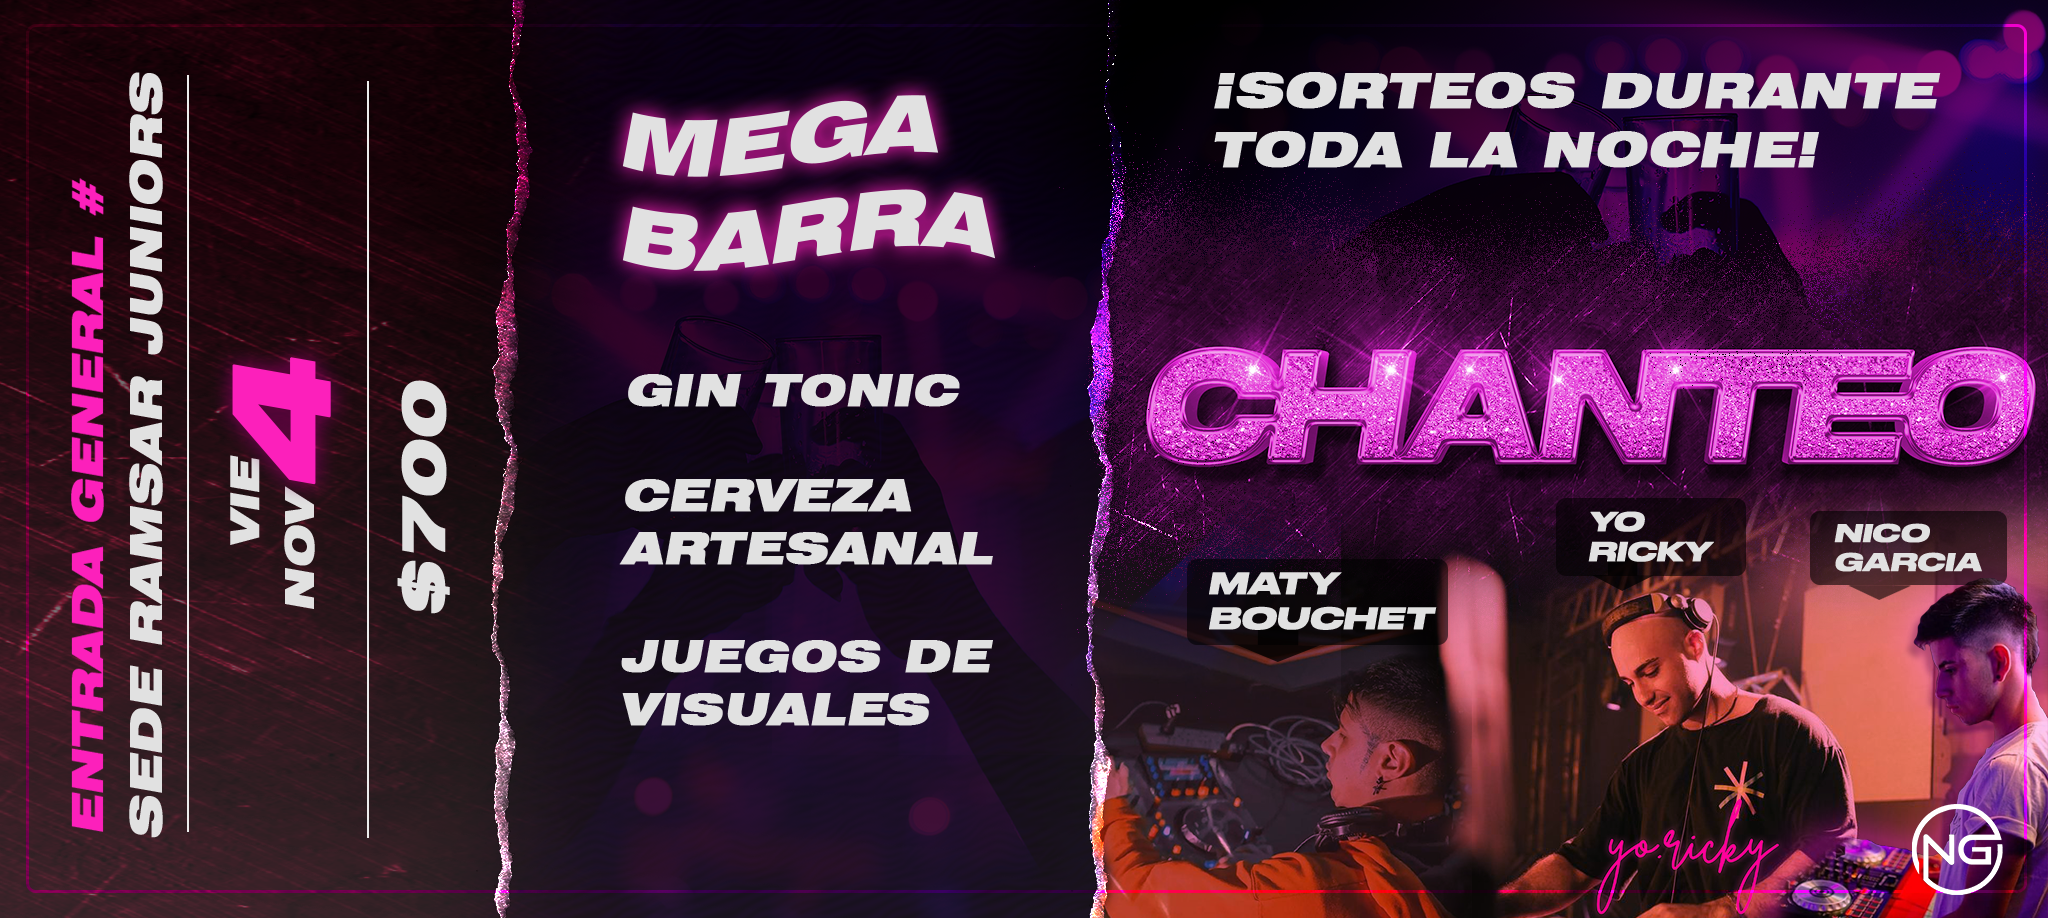 ENTRADA GENERAL #
SEDE RAMSAR JUNIORS
VIE
NOV 4
$700
MEGA
BARRA
GIN TONIC
CERVEZA
ARTESANAL
JUEGOS DE
VISUALES
¡SORTEOS DURANTE
TODA LA NOCHE!
CHANTEO
MATY
BOUCHET
YO
RICKY
NICO
GARCIA
yo.ricky
NG